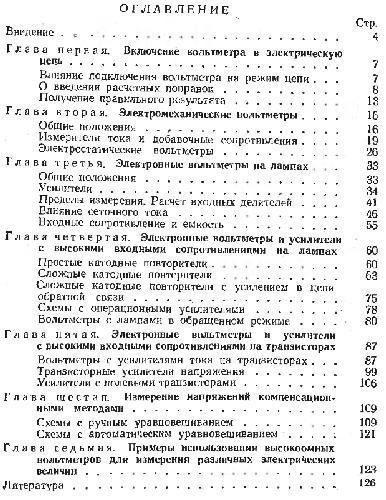 ОГЛАВЛЕНИЕ
Стр.
Введение 4
Глава первая. Включение вольтметра в электрическую
цепь 7
Влияние подключения вольтметра на режим цепи 7
О введении расчетных поправок 8
Получение правильного результата 13
Глава вторая. Электромеханические вольтметры 16
Общие положения 16
Измерители тока и добавочные сопротивления 19
Электростатические вольтметры 26
Глава третья. Электронные вольтметры на лампах 33
Общие положения 33
Усилители 34
Пределы измерения. Расчет входных делителей 41
Влияние сеточного тока 46
Входные сопротивление и емкость 55
Глава четвертая. Электронные вольтметры и усилители
с высокими входными сопротивлениями на лампах 60
Простые катодные повторители 60
Сложные катодные повторители 63
Сложные катодные повторители с усилением в цепи
обратной связи 75
Схемы с операционными усилителями 78
Вольтметры с лампами в обращенном режиме 80
Глава пятая. Электронные вольтметры и усилители
с высокими входными сопротивлениями на транзисторах 87
Вольтметры с усилителями тока на транзисторах 87
Транзисторные усилители напряжения 99
Усилители с полевыми транзисторами 106
Глава шестая. Измерение напряжений компенсацион-
ными методами 109
Схемы с ручным уравновешиванием 109
Схемы с автоматическим уравновешиванием 121
Глава седьмая. Примеры использования высокоомных
вольтметров для измерения различных электрических
величин 123
Литература 126